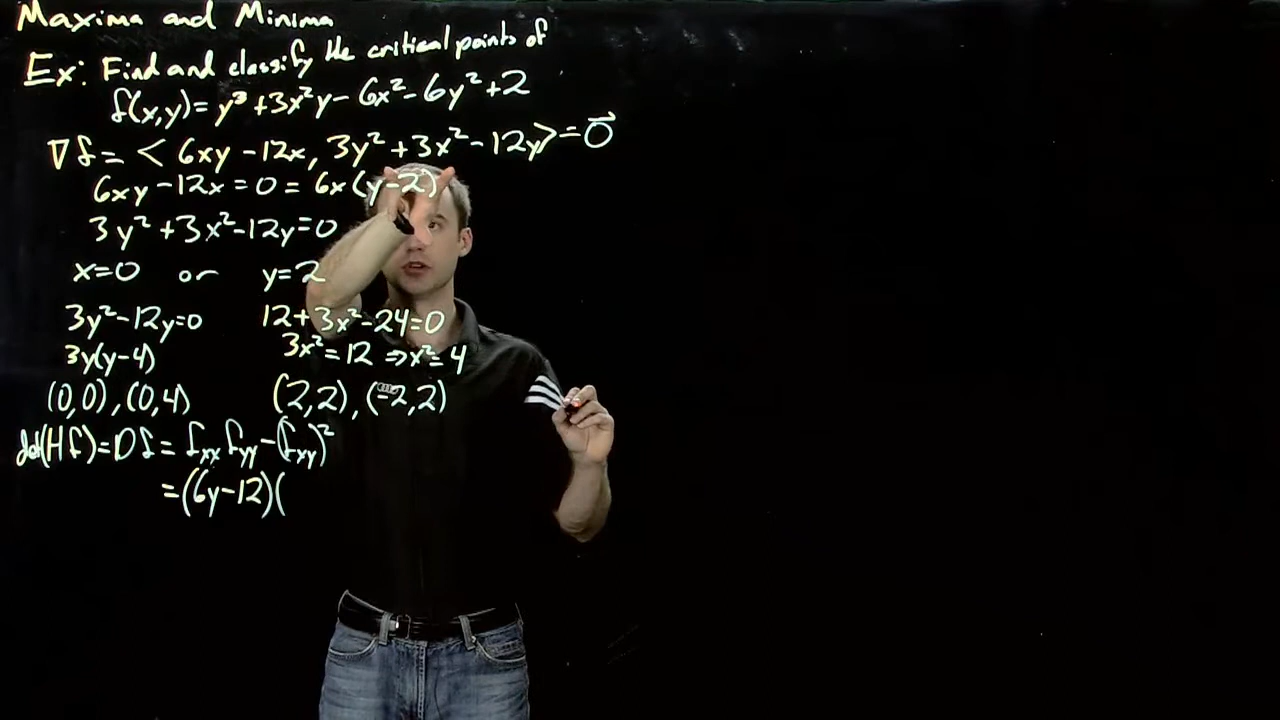 Maxima and Minima
Ex: Find and classify the critical points of
f(x,y)= y³ +3x²y - 6x² - 6y² +2
∇f = < 6xy -12x, 3y² +3x² -12y> = 0⃗
6xy -12x = 0 = 6x(y-2)
3y² +3x² -12y=0
x=0 or y=2
3y² -12y=0 12+3x² -24=0
3y(y-4) 3x² = 12 ⇒ x² = 4
(0,0), (0,4) (2,2), (-2,2)
det(Hf)= Df = fₓₓ f_yy - (f_xy)²
=(6y-12)(